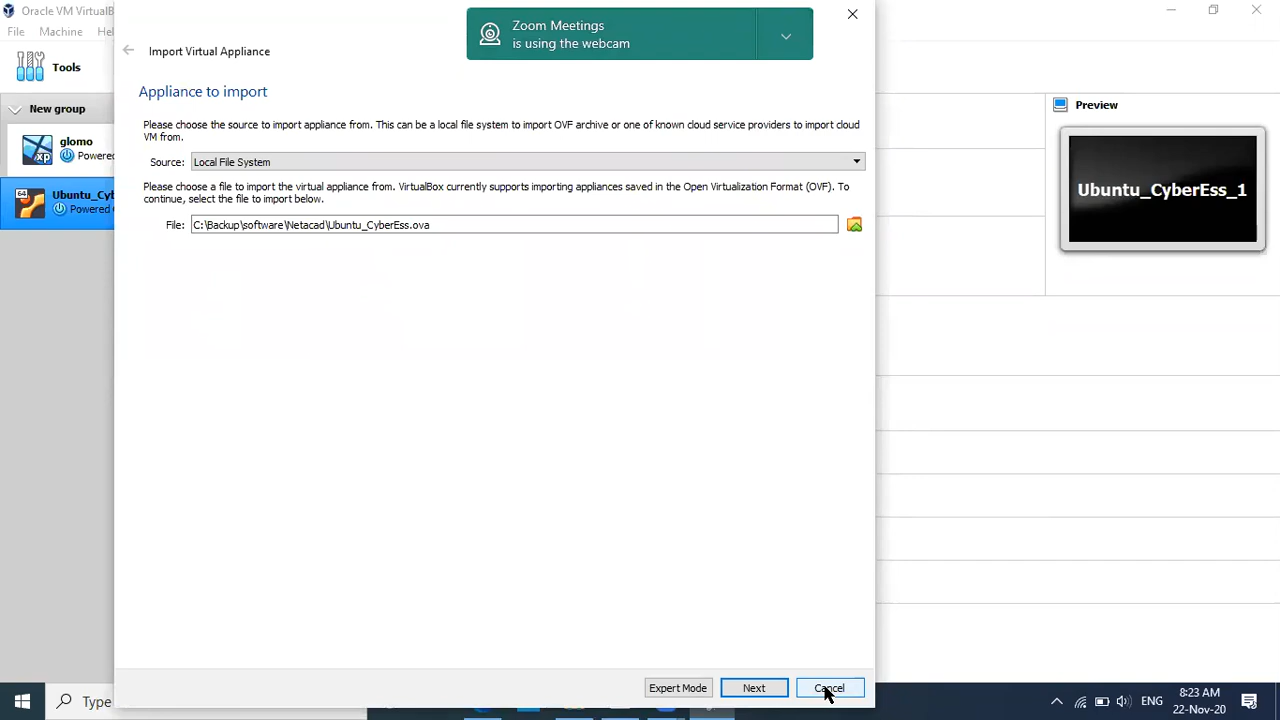 Oracle VM VirtualB
File Machine He
Tools
New group
glomo
xp
Powered
64
Ubuntu_Cyb
Powered
Zoom Meetings
is using the webcam
Import Virtual Appliance
Appliance to import
Please choose the source to import appliance from. This can be a local file system to import OVF archive or one of known cloud service providers to import cloud
VM from.
Source: Local File System
Please choose a file to import the virtual appliance from. VirtualBox currently supports importing appliances saved in the Open Virtualization Format (OVF). To
continue, select the file to import below.
File: C:\Backup\software\Netacad\Ubuntu_CyberEss.ova
Expert Mode Next Cancel
Preview
Ubuntu_CyberEss_1
Type
ENG
8:23 AM
22-Nov-20